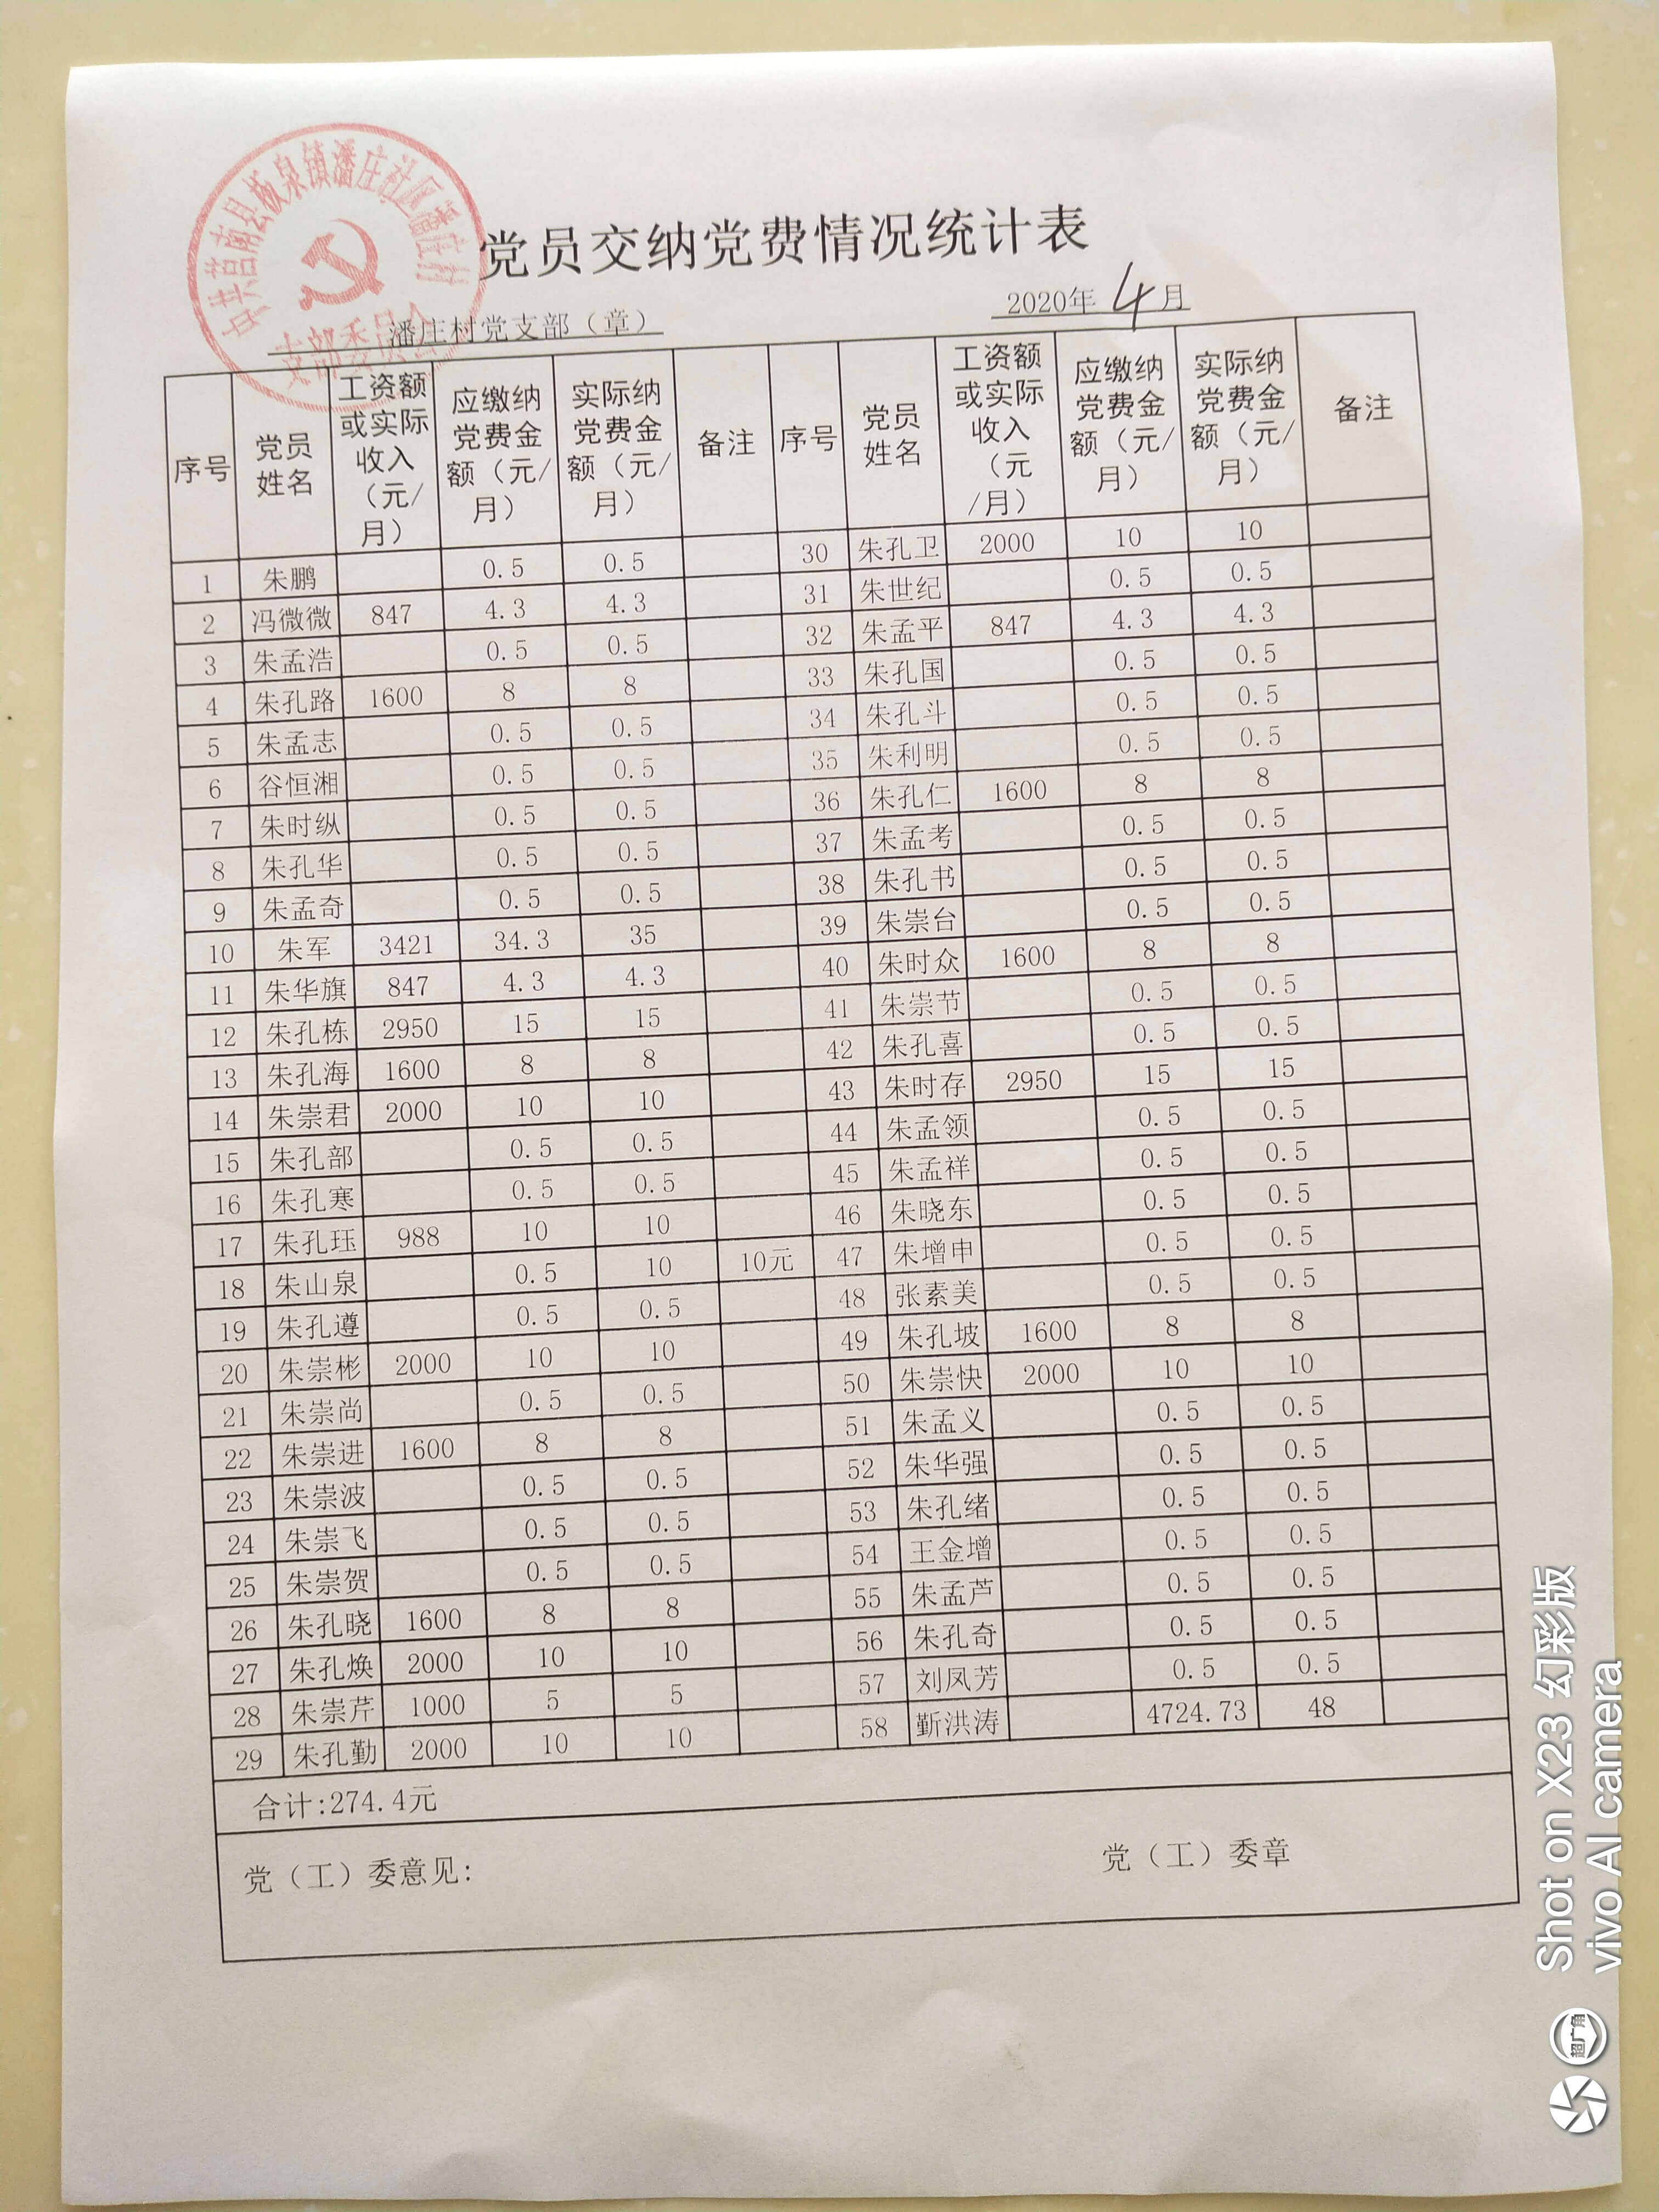 中共莒南县板泉镇潘庄社区潘庄村
支部委员会
党员交纳党费情况统计表
潘庄村党支部（章） 2020年 4 月
序号 党员姓名 工资额或实际收入（元/月） 应缴纳党费金额（元/月） 实际纳党费金额（元/月） 备注 序号 党员姓名 工资额或实际收入（元/月） 应缴纳党费金额（元/月） 实际纳党费金额（元/月） 备注
1 朱鹏 0.5 0.5 30 朱孔卫 2000 10 10
2 冯微微 847 4.3 4.3 31 朱世纪 0.5 0.5
3 朱孟浩 0.5 0.5 32 朱孟平 847 4.3 4.3
4 朱孔路 1600 8 8 33 朱孔国 0.5 0.5
5 朱孟志 0.5 0.5 34 朱孔斗 0.5 0.5
6 谷恒湘 0.5 0.5 35 朱利明 0.5 0.5
7 朱时纵 0.5 0.5 36 朱孔仁 1600 8 8
8 朱孔华 0.5 0.5 37 朱孟考 0.5 0.5
9 朱孟奇 0.5 0.5 38 朱孔书 0.5 0.5
10 朱军 3421 34.3 35 39 朱崇台 0.5 0.5
11 朱华旗 847 4.3 4.3 40 朱时众 1600 8 8
12 朱孔栋 2950 15 15 41 朱崇节 0.5 0.5
13 朱孔海 1600 8 8 42 朱孔喜 0.5 0.5
14 朱崇君 2000 10 10 43 朱时存 2950 15 15
15 朱孔部 0.5 0.5 44 朱孟领 0.5 0.5
16 朱孔寒 0.5 0.5 45 朱孟祥 0.5 0.5
17 朱孔珏 988 10 10 46 朱晓东 0.5 0.5
18 朱山泉 0.5 10 10元 47 朱增申 0.5 0.5
19 朱孔遵 0.5 0.5 48 张素美 0.5 0.5
20 朱崇彬 2000 10 10 49 朱孔坡 1600 8 8
21 朱崇尚 0.5 0.5 50 朱崇快 2000 10 10
22 朱崇进 1600 8 8 51 朱孟义 0.5 0.5
23 朱崇波 0.5 0.5 52 朱华强 0.5 0.5
24 朱崇飞 0.5 0.5 53 朱孔绪 0.5 0.5
25 朱崇贺 0.5 0.5 54 王金增 0.5 0.5
26 朱孔晓 1600 8 8 55 朱孟芦 0.5 0.5
27 朱孔焕 2000 10 10 56 朱孔奇 0.5 0.5
28 朱崇芹 1000 5 5 57 刘凤芳 0.5 0.5
29 朱孔勤 2000 10 10 58 靳洪涛 4724.73 48
合计:274.4元
党（工）委意见: 党（工）委章
Shot on X23 幻彩版
vivo AI camera
超广角